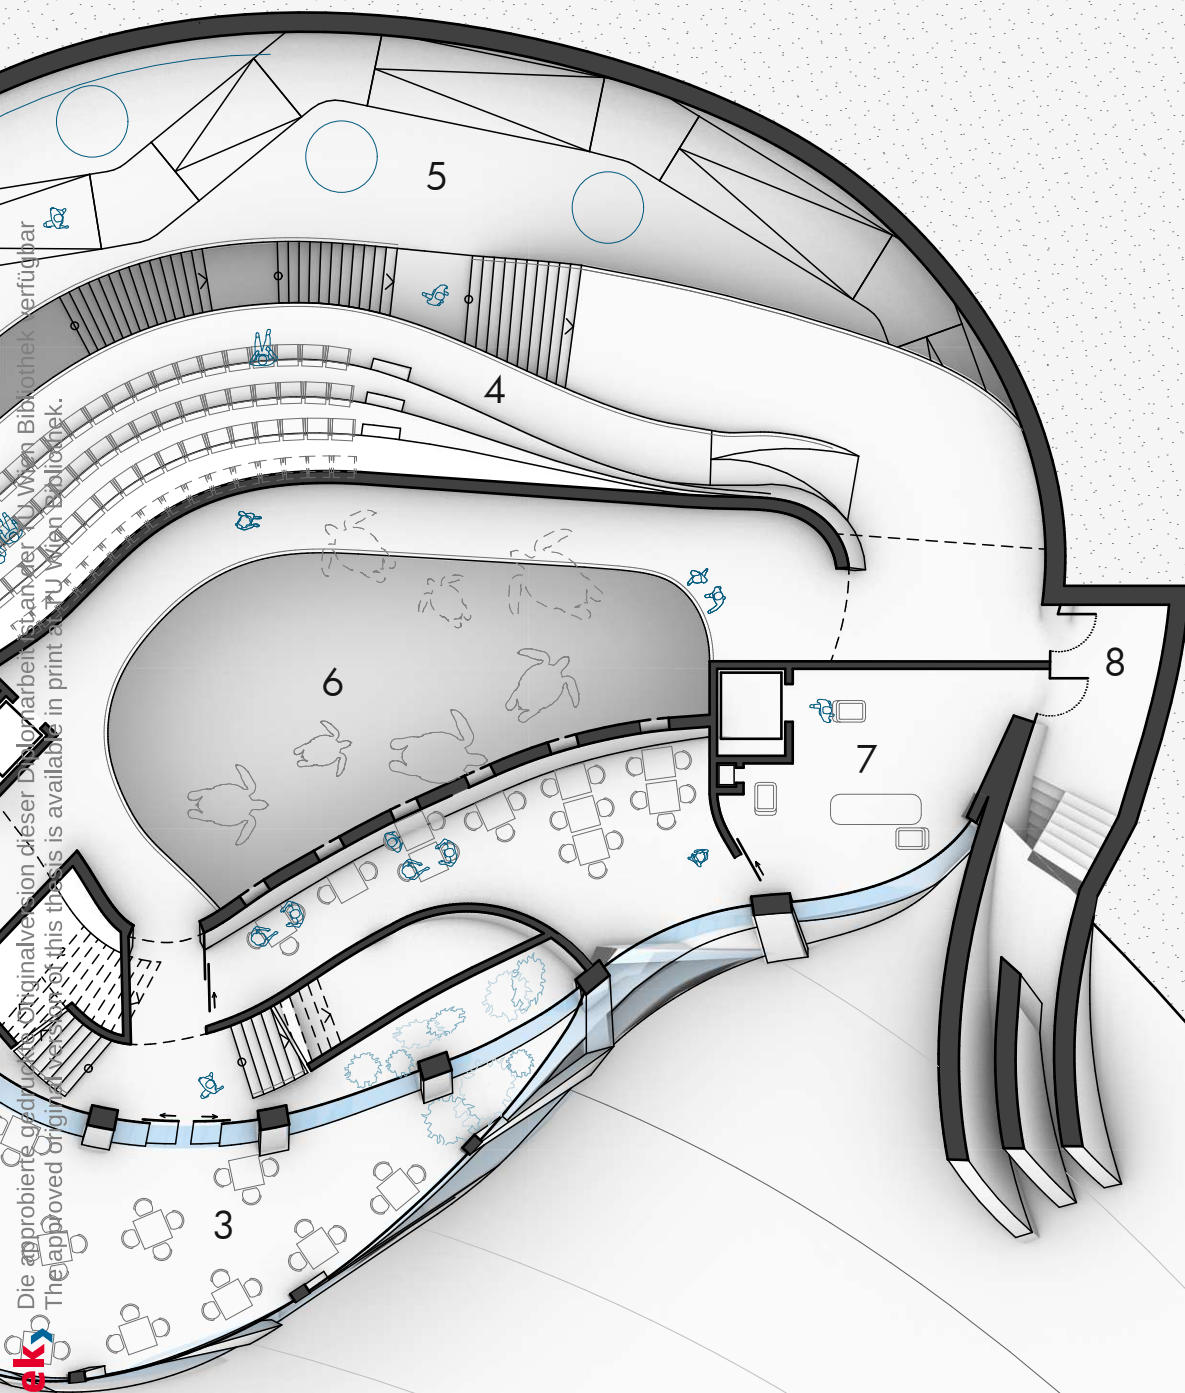 5
4
6
8
7
3
Die approbierte gedruckte Originalversion dieser Diplomarbeit ist an der TU Wien Bibliothek verfügbar
The approved original version of this thesis is available in print at TU Wien Bibliothek.
ek